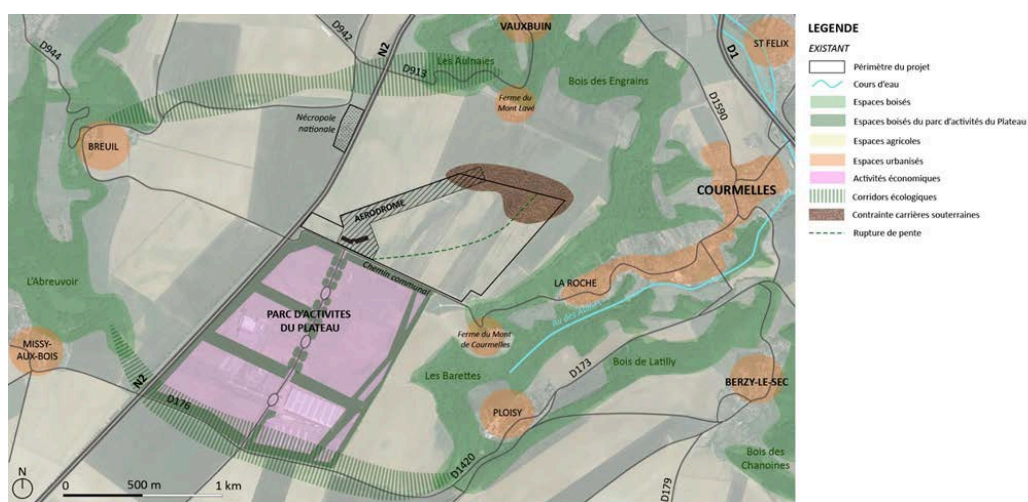 D944
D942
N2
VAUXBUIN
Les Aulnaies
D913
Bois des Engrains
D1
ST FELIX
Ferme du
Mont Lavé
D1590
Nécropole
nationale
BREUIL
COURMELLES
AERODROME
L'Abreuvoir
Chemin communal
LA ROCHE
PARC D'ACTIVITES
DU PLATEAU
Ferme du Mont
de Courmelles
MISSY-
AUX-BOIS
N2
Les Barettes
Bois de Latilly
D173
BERZY-LE-SEC
D176
PLOISY
D1420
Bois des
Chanoines
D179
N
0 500 m 1 km
LEGENDE
EXISTANT
Périmètre du projet
Cours d'eau
Espaces boisés
Espaces boisés du parc d'activités du Plateau
Espaces agricoles
Espaces urbanisés
Activités économiques
Corridors écologiques
Contrainte carrières souterraines
Rupture de pente